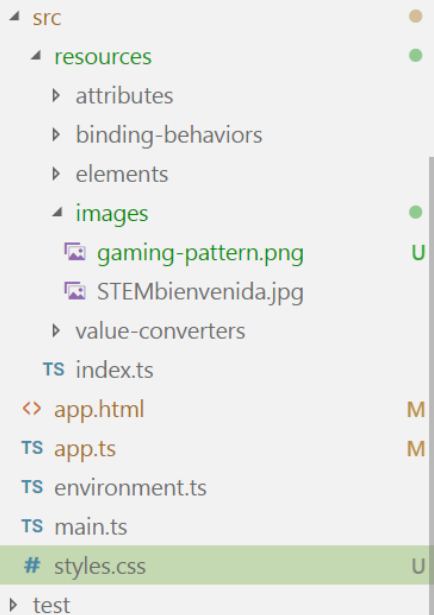 src
resources
attributes
binding-behaviors
elements
images
gaming-pattern.png U
STEMbienvenida.jpg
value-converters
TS index.ts
<> app.html M
TS app.ts M
TS environment.ts
TS main.ts
# styles.css U
test